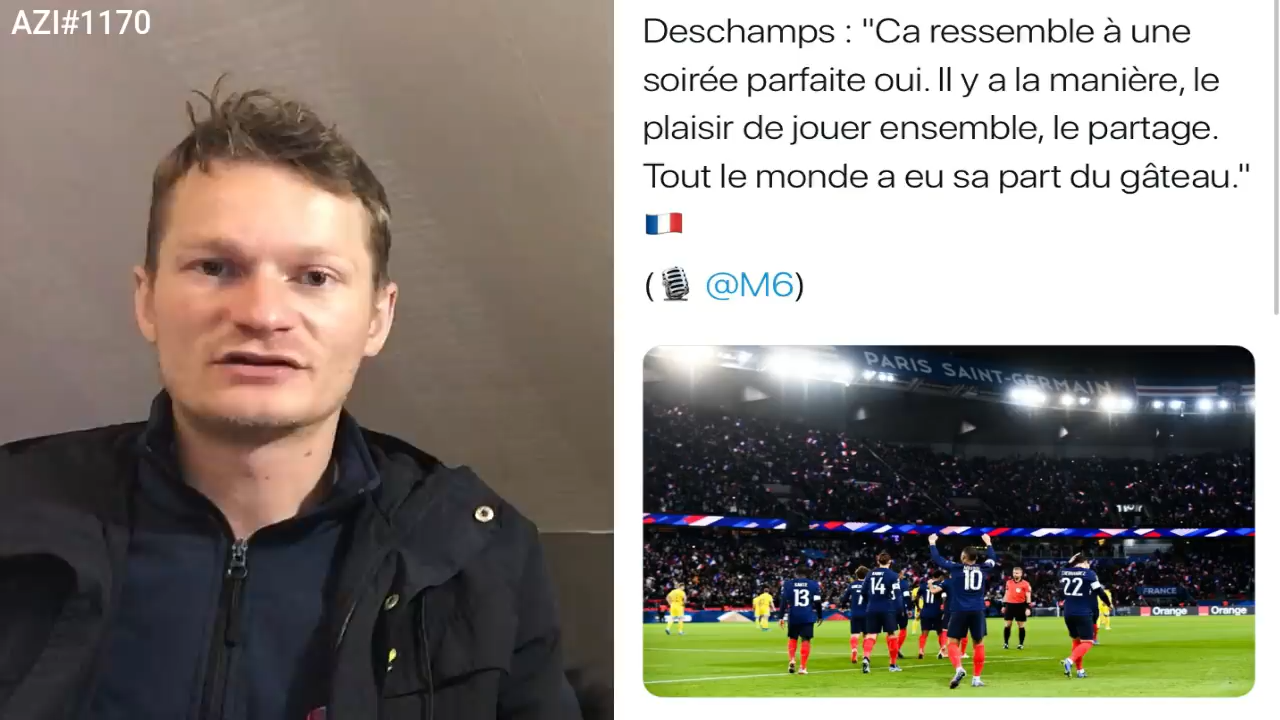 AZI#1170
Deschamps : "Ca ressemble à une
soirée parfaite oui. Il y a la manière, le
plaisir de jouer ensemble, le partage.
Tout le monde a eu sa part du gâteau."
(🎙 @M6)
PARIS SAINT-GERMAIN
13
14
10
22
FRANCE
Orange
Orange